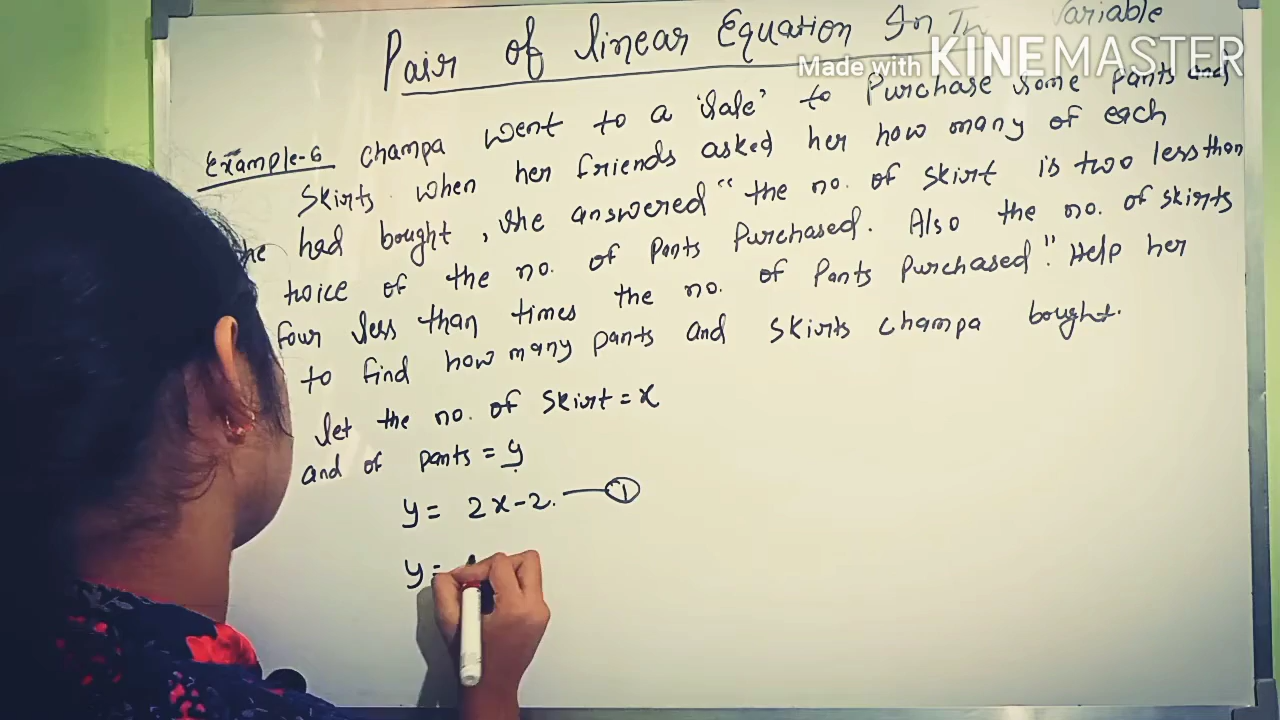 Pair of linear Equation In Variable
Made with KINEMASTER
Example-6 Champa went to a 'sale' to Purchase some Pants and
Skirts. When her friends asked her how many of each
he had bought, she answered "the no. of skirt is two less than
twice of the no. of Pants Purchased. Also the no. of skirts
four less than times the no. of Pants Purchased". Help her
to find how many pants and skirts champa bought.
let the no. of skirt = x
and of pants = y
y = 2x-2. — 1
y =